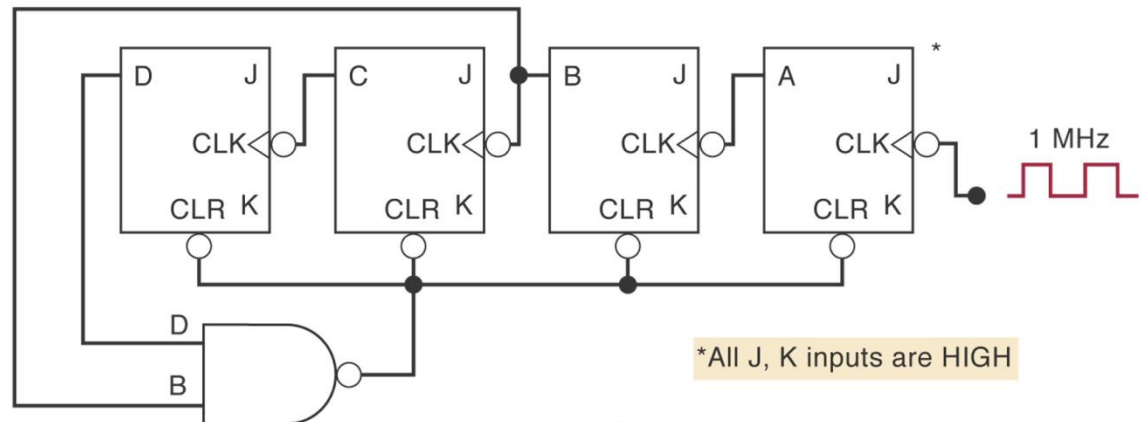 *
D J C J B J A J
1 MHz
CLK CLK CLK CLK
CLR K CLR K CLR K CLR K
D
*All J, K inputs are HIGH
B